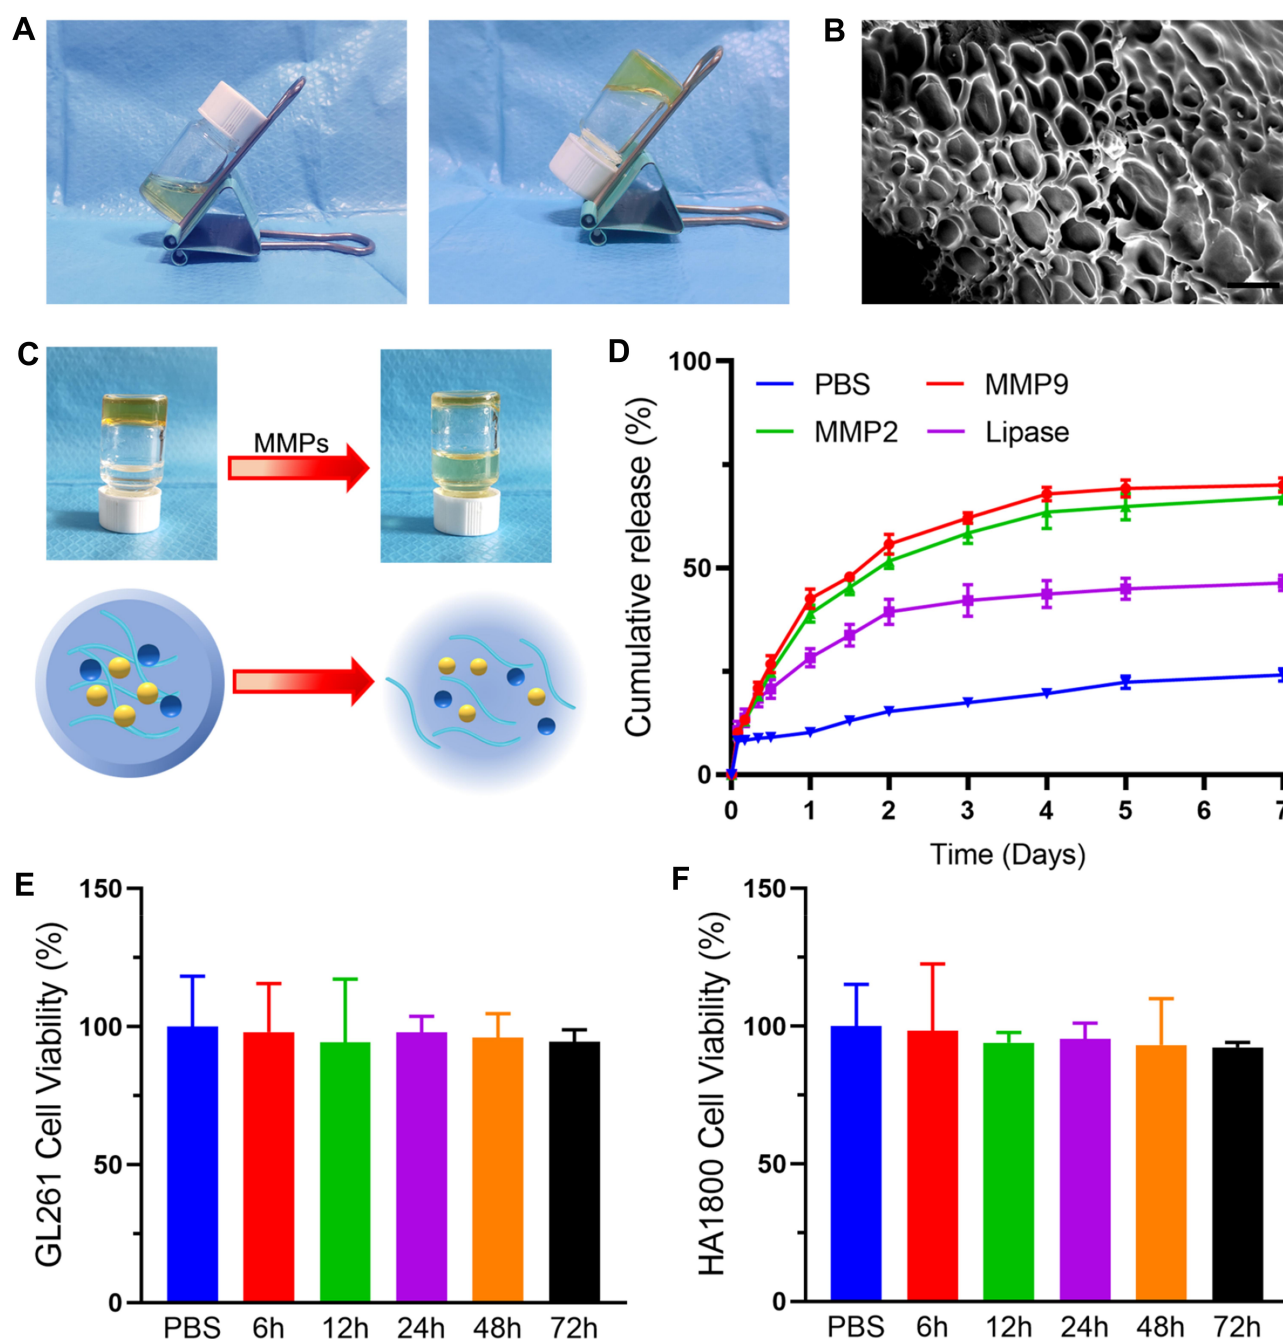 A
B
C
MMPs
D
Cumulative release (%)
100
50
0
PBS
MMP9
MMP2
Lipase
0 1 2 3 4 5 6 7
Time (Days)
E
GL261 Cell Viability (%)
150
100
50
0
PBS 6h 12h 24h 48h 72h
F
HA1800 Cell Viability (%)
150
100
50
0
PBS 6h 12h 24h 48h 72h